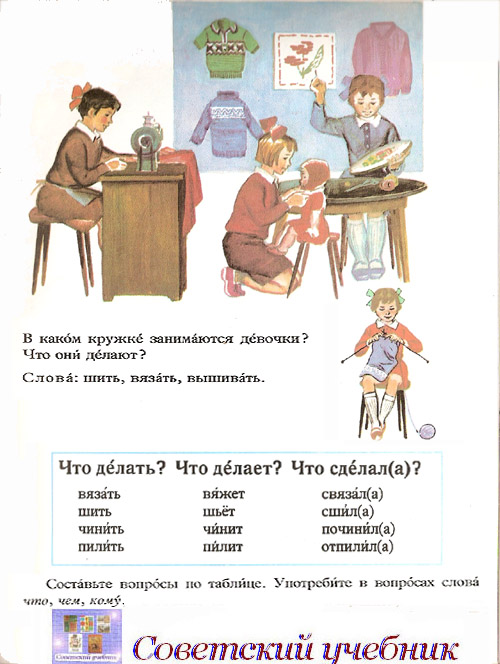 В како́м кружке́ занима́ются де́вочки?
Что они́ де́лают?
Слова́: шить, вяза́ть, вышива́ть.
Что де́лать? Что де́лает? Что сде́лал(а)?
вяза́ть вя́жет связа́л(а)
шить шьёт сши́л(а)
чини́ть чи́нит почини́л(а)
пили́ть пи́лит отпили́л(а)
Соста́вьте вопро́сы по табли́це. Употреби́те в вопро́сах слова́
что, чем, кому́.
Советский учебник
Советский учебник